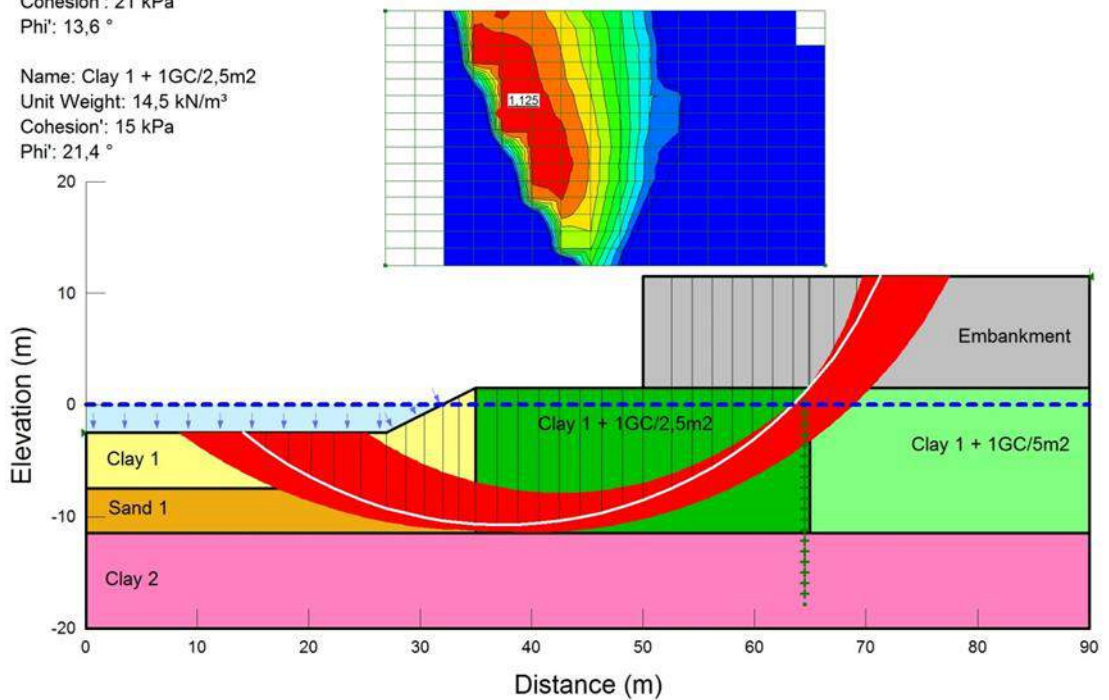 Cohesion': 21 kPa
Phi': 13,6 °
Name: Clay 1 + 1GC/2,5m2
Unit Weight: 14,5 kN/m³
Cohesion': 15 kPa
Phi': 21,4 °
1.125
20
10
0
-10
-20
Elevation (m)
Embankment
Clay 1 + 1GC/2,5m2
Clay 1 + 1GC/5m2
Clay 1
Sand 1
Clay 2
0 10 20 30 40 50 60 70 80 90
Distance (m)